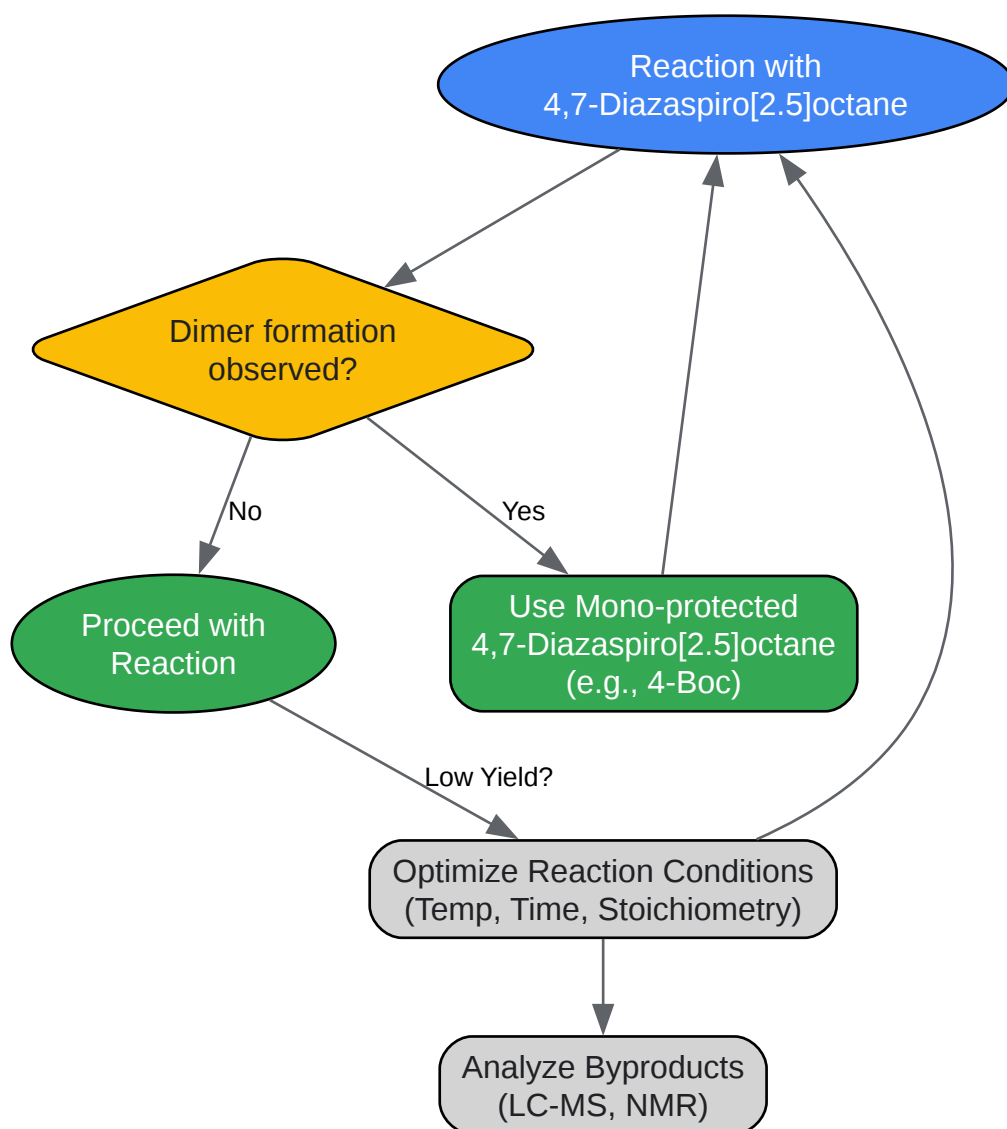 Reaction with
4,7-Diazaspiro[2.5]octane
Dimer formation
observed?
No
Yes
Proceed with
Reaction
Use Mono-protected
4,7-Diazaspiro[2.5]octane
(e.g., 4-Boc)
Low Yield?
Optimize Reaction Conditions
(Temp, Time, Stoichiometry)
Analyze Byproducts
(LC-MS, NMR)